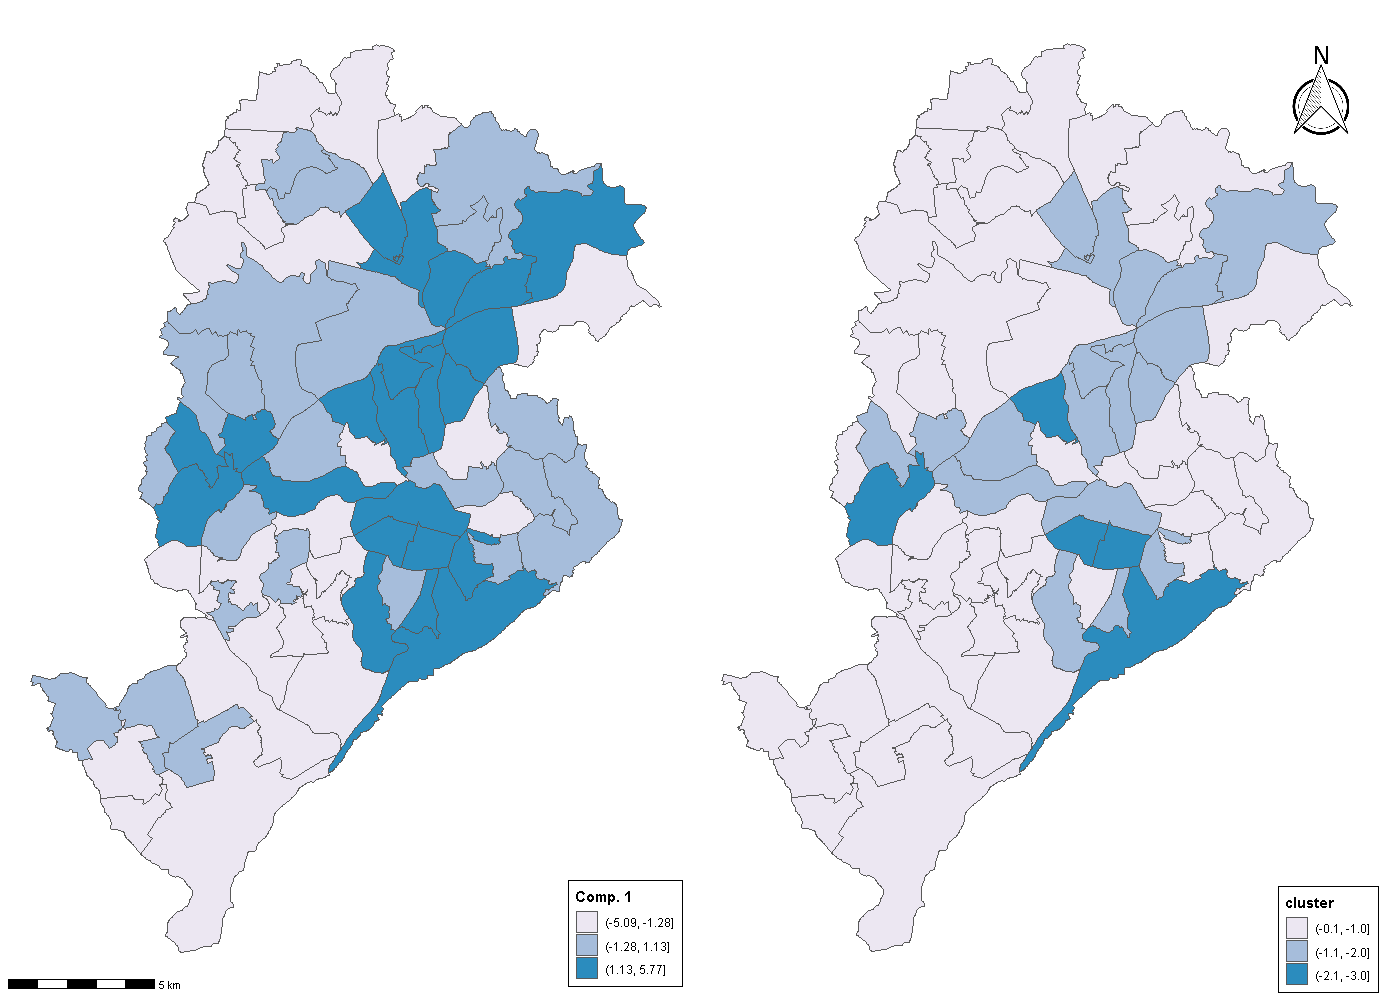 N
Comp. 1
(-5.09, -1.28]
(-1.28, 1.13]
(1.13, 5.77]
cluster
(-0.1, -1.0]
(-1.1, -2.0]
(-2.1, -3.0]
5 km